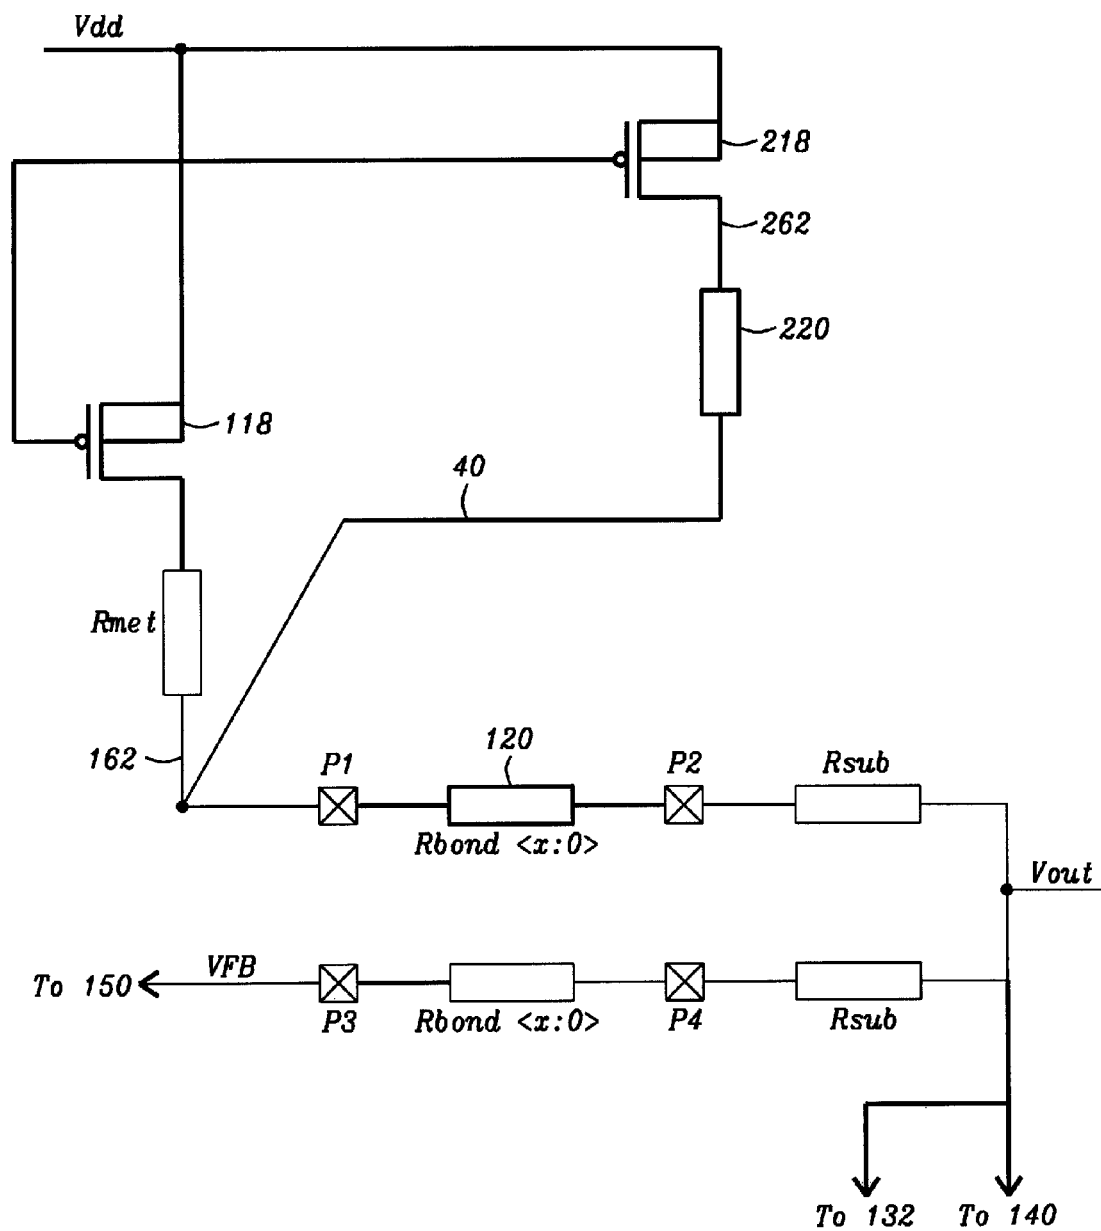 Vdd
218
262
220
118
40
Rmet
162
P1
120
P2
Rsub
Rbond <x:0>
Vout
To 150
VFB
P3
Rbond <x:0>
P4
Rsub
To 132
To 140